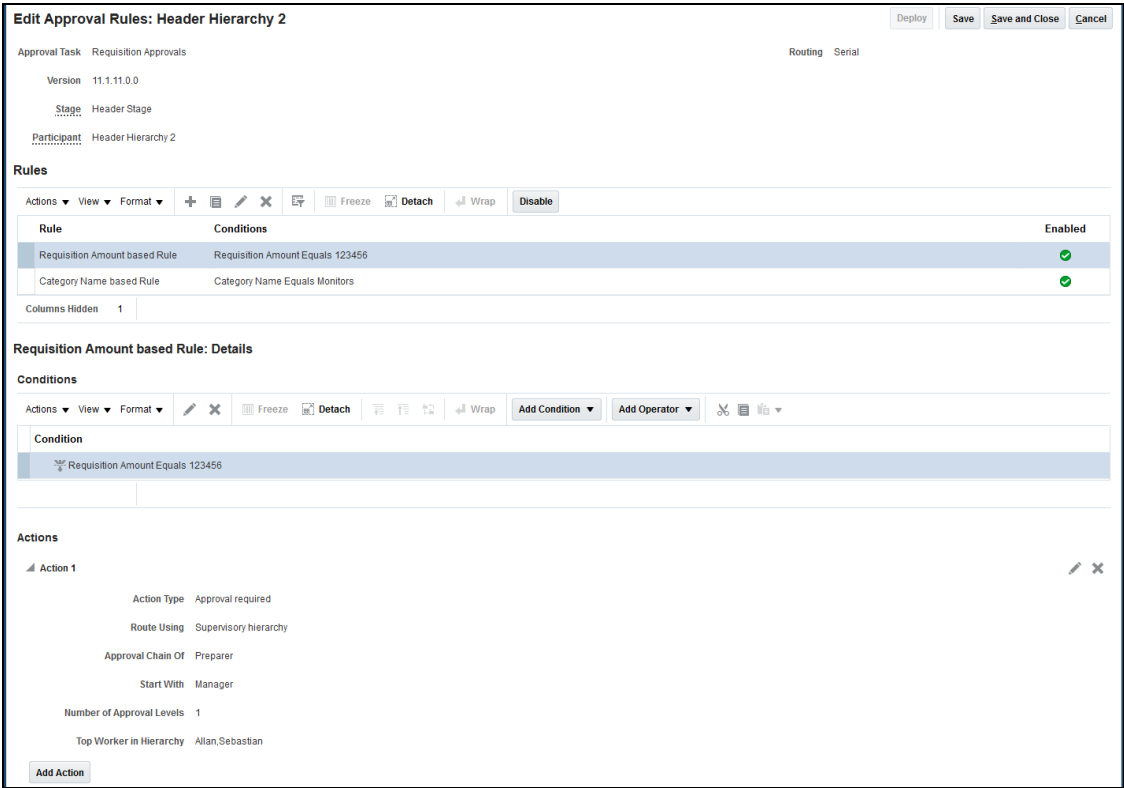 Edit Approval Rules: Header Hierarchy 2 Deploy Save Save and Close Cancel
Approval Task Requisition Approvals Routing Serial
Version 11.1.11.0.0
Stage Header Stage
Participant Header Hierarchy 2
Rules
Actions View Format Freeze Detach Wrap Disable
Rule Conditions Enabled
Requisition Amount based Rule Requisition Amount Equals 123456
Category Name based Rule Category Name Equals Monitors
Columns Hidden 1
Requisition Amount based Rule: Details
Conditions
Actions View Format Freeze Detach Wrap Add Condition Add Operator
Condition
Requisition Amount Equals 123456
Actions
Action 1
Action Type Approval required
Route Using Supervisory hierarchy
Approval Chain Of Preparer
Start With Manager
Number of Approval Levels 1
Top Worker in Hierarchy Allan,Sebastian
Add Action